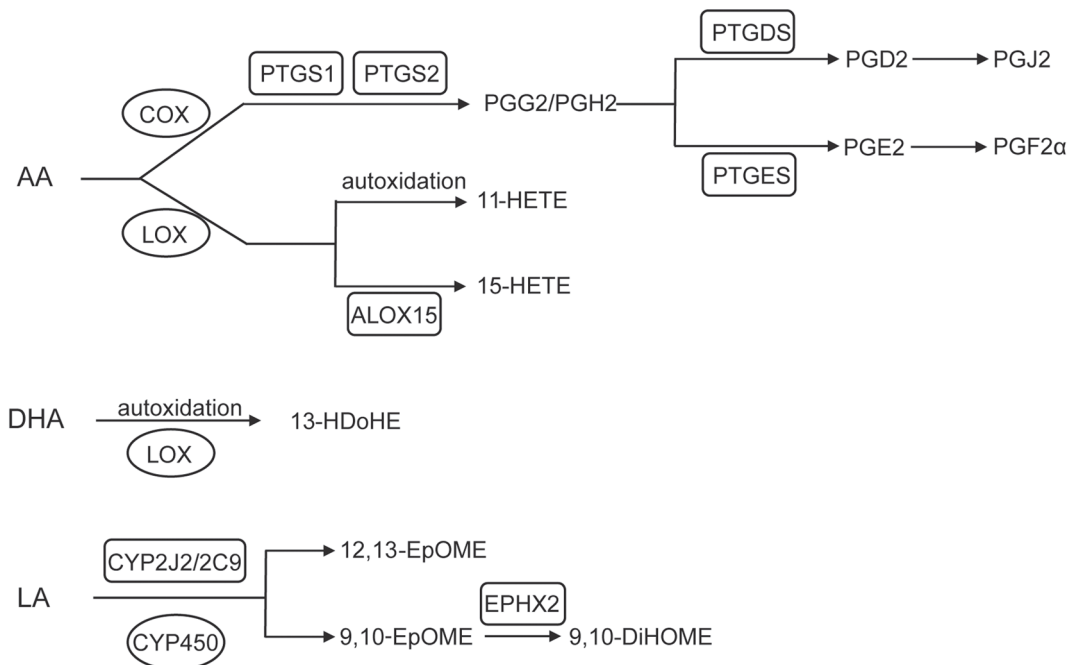 PTGDS
PTGS1 PTGS2 PGD2 PGJ2
COX PGG2/PGH2
PGE2 PGF2α
AA autoxidation PTGES
11-HETE
LOX
15-HETE
ALOX15
DHA autoxidation 13-HDoHE
LOX
12,13-EpOME
CYP2J2/2C9
LA EPHX2
CYP450 9,10-EpOME 9,10-DiHOME